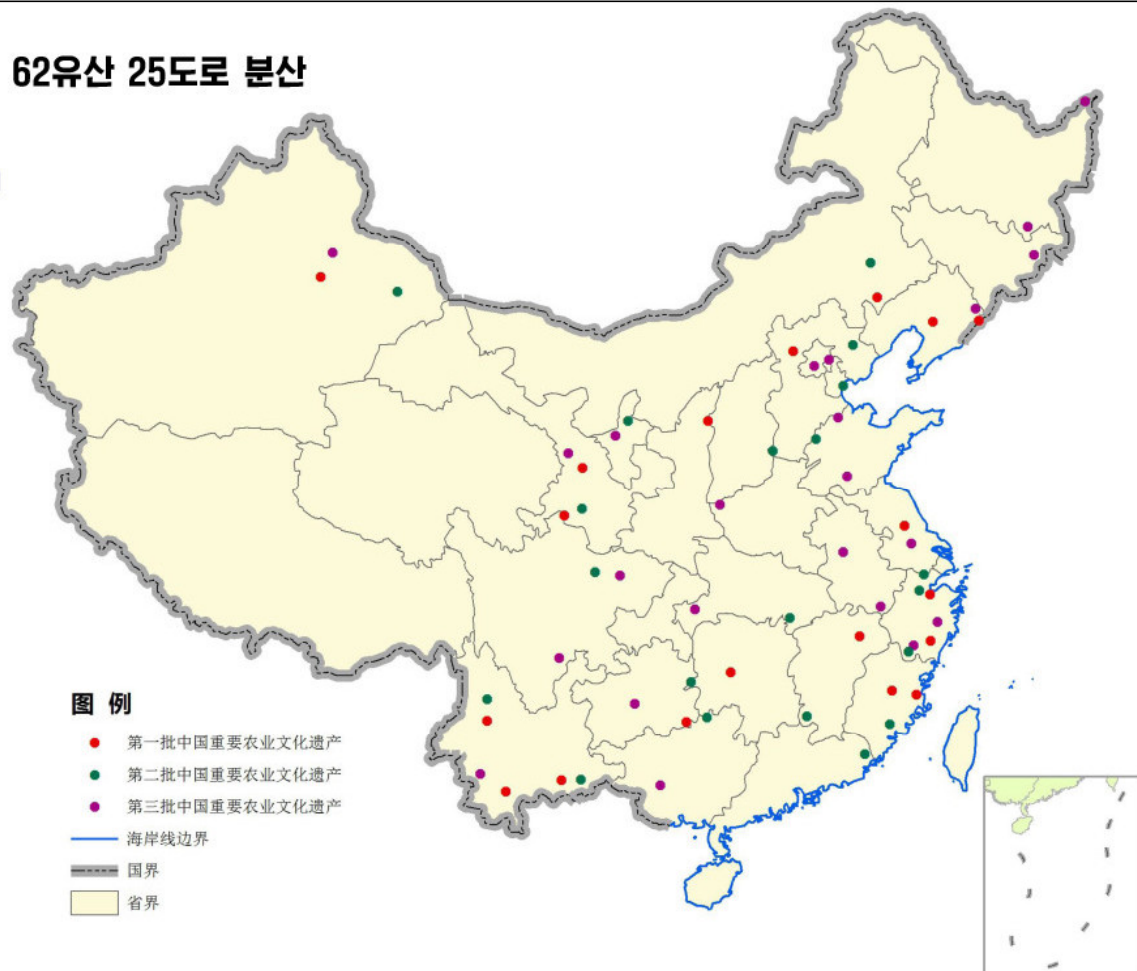 62유산 25도로 분산
图 例
第一批中国重要农业文化遗产
第二批中国重要农业文化遗产
第三批中国重要农业文化遗产
海岸线边界
国界
省界